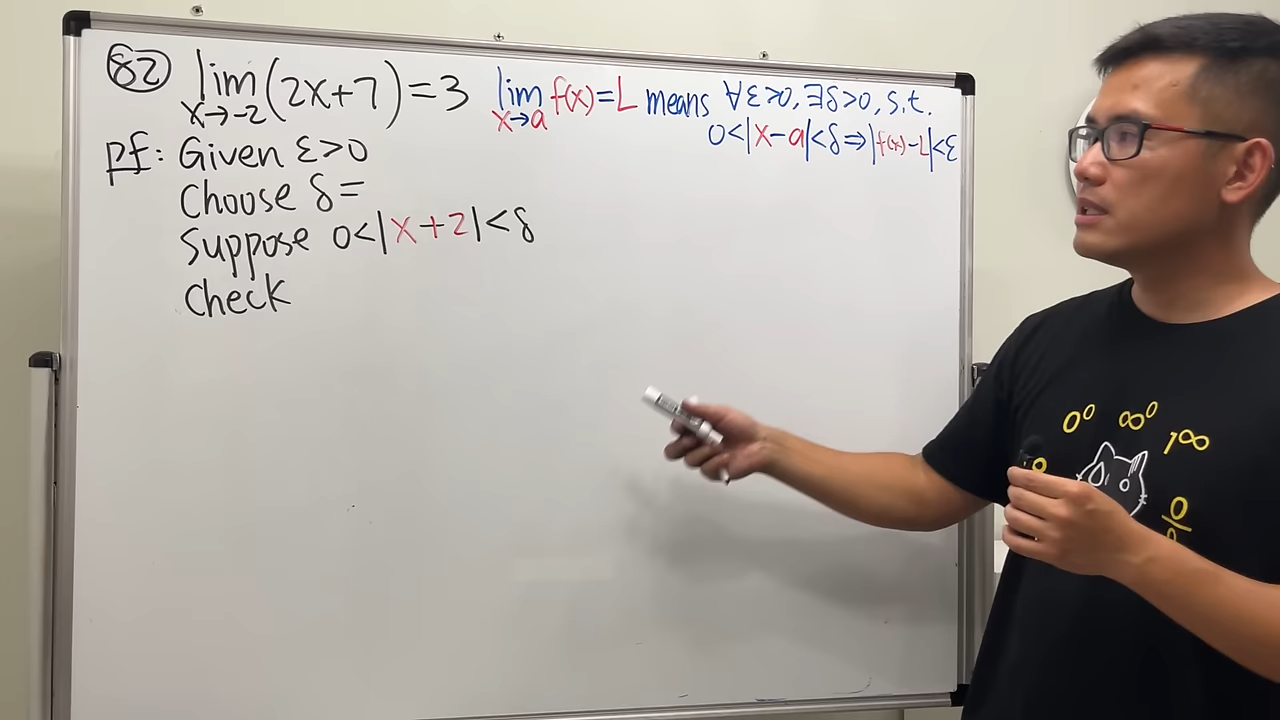 82 lim x→-2 (2x+7)=3
lim x→a f(x)=L means ∀ε>0, ∃δ>0, s.t.
0<|x-a|<δ⇒|f(x)-L|<ε
pf: Given ε>0
Choose δ=
Suppose 0<|x+2|<δ
Check
0⁰ ∞⁰ 1^∞
0/0